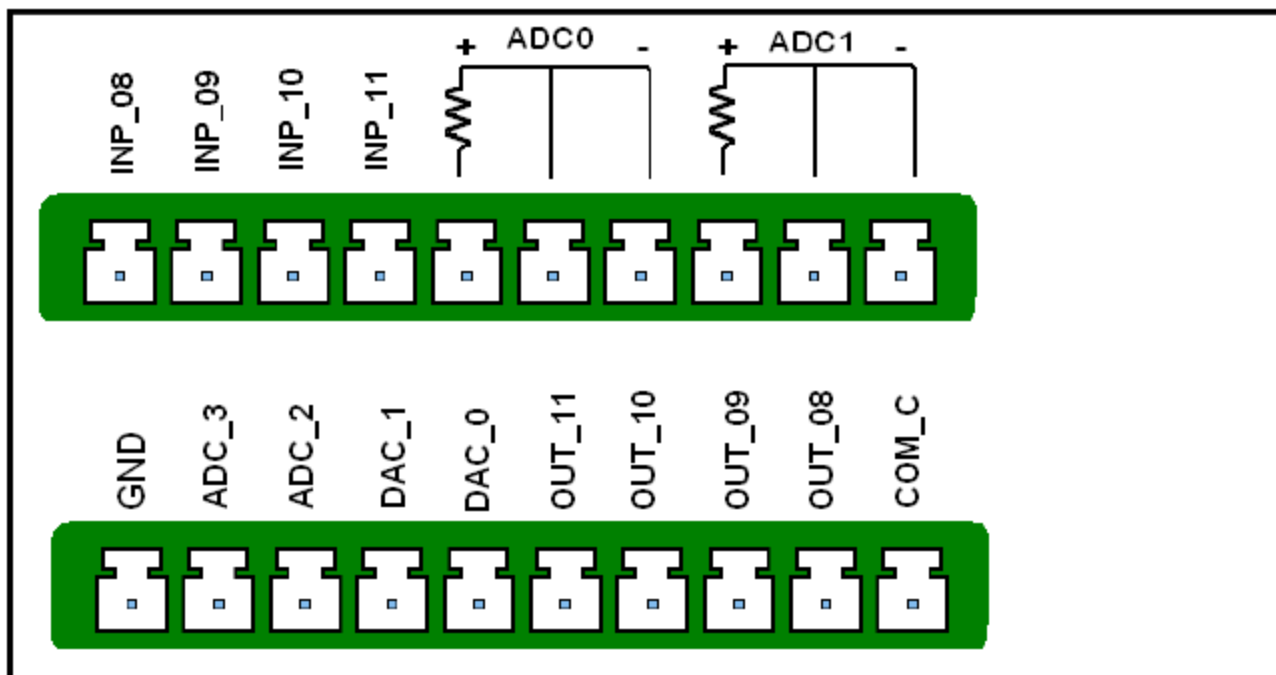 + ADC0 - + ADC1 -
INP_08 INP_09 INP_10 INP_11
GND ADC_3 ADC_2 DAC_1 DAC_0 OUT_11 OUT_10 OUT_09 OUT_08 COM_C